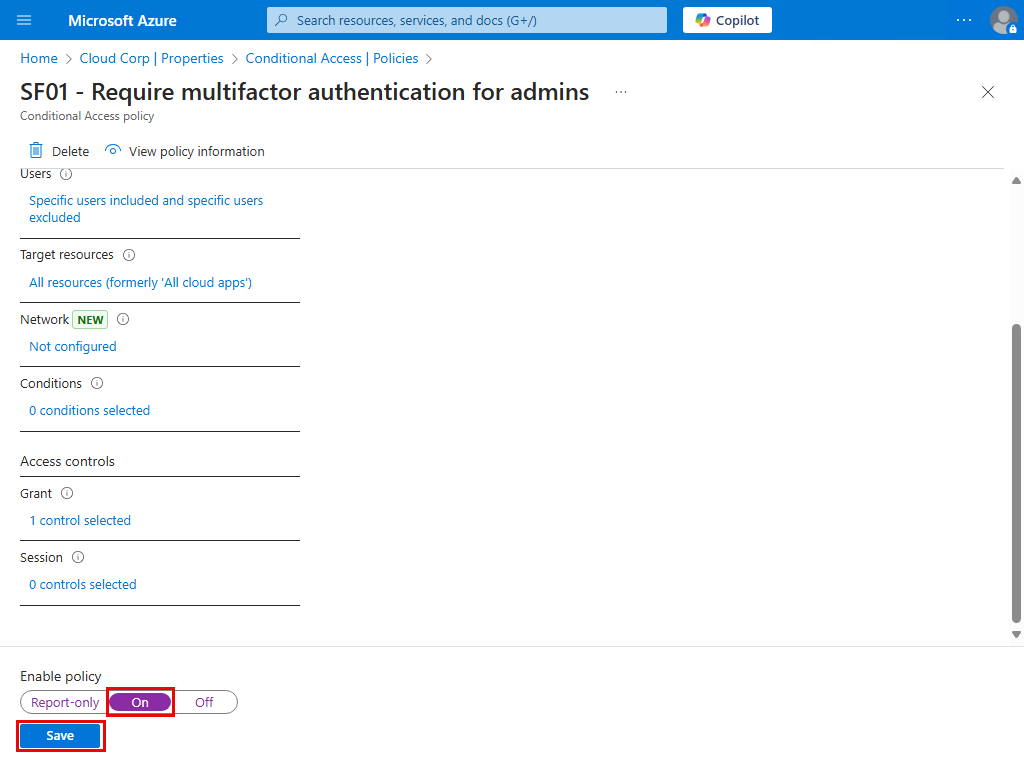 Microsoft Azure
Search resources, services, and docs (G+/)
Copilot
Home > Cloud Corp | Properties > Conditional Access | Policies >
SF01 - Require multifactor authentication for admins
Conditional Access policy
Delete
View policy information
Users
Specific users included and specific users
excluded
Target resources
All resources (formerly 'All cloud apps')
Network NEW
Not configured
Conditions
0 conditions selected
Access controls
Grant
1 control selected
Session
0 controls selected
Enable policy
Report-only On Off
Save